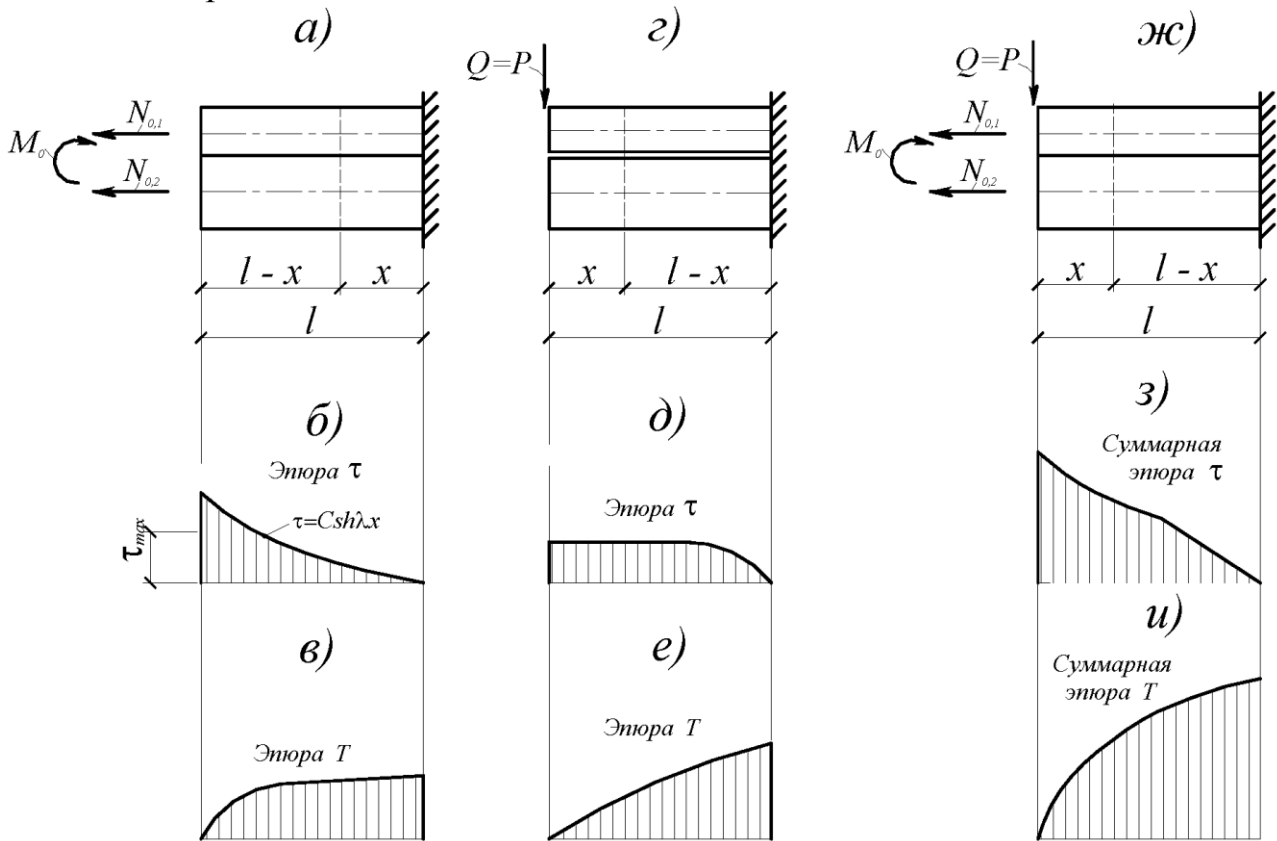 а)
г)
ж)
Q=P
Q=P
N0,1
M0
N0,2
N0,1
M0
N0,2
l - x
x
x
l - x
x
l - x
l
l
l
б)
д)
з)
Эпюра τ
τ=Cshλx
τmax
Эпюра τ
Суммарная
эпюра τ
в)
е)
и)
Эпюра T
Эпюра T
Суммарная
эпюра T